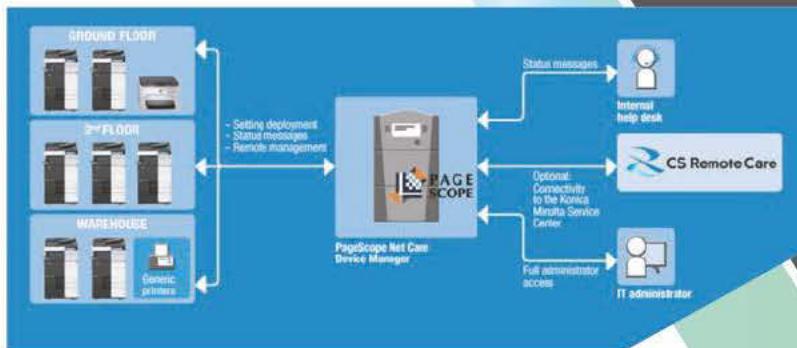 GROUND FLOOR
2nd FLOOR
WAREHOUSE
Generic
printers
– Setting deployment
– Status messages
– Remote management
PAGE
SCOPE
PageScope Net Care
Device Manager
Status messages
Internal
help desk
CS Remote Care
Optional:
Connectivity
to the Konica
Minolta Service
Center
Full administrator
access
IT administrator